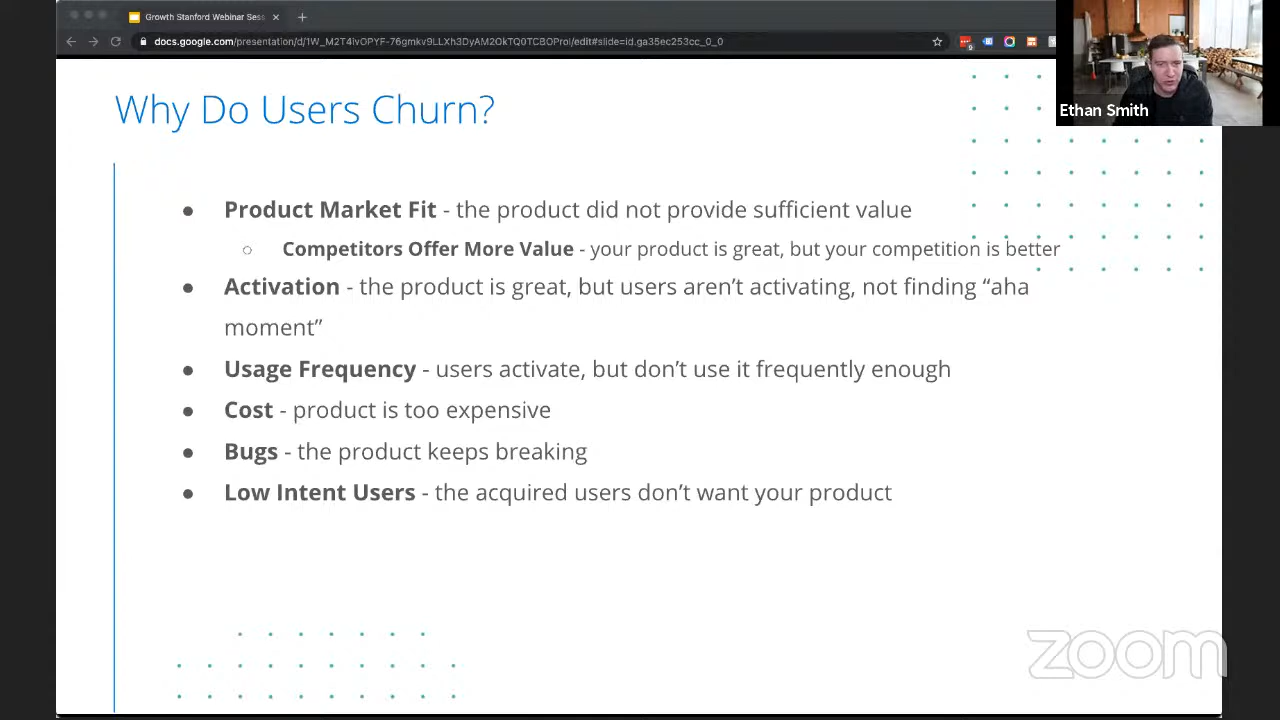 Growth Stanford Webinar Sess
docs.google.com/presentation/d/1W_M2T4ivOPYF-76gmkv9LLXh3DyAM2OkTQ9TCBOProI/edit#slide=id.ga35ec253cc_0_0
Ethan Smith
Why Do Users Churn?
● Product Market Fit - the product did not provide sufficient value
○ Competitors Offer More Value - your product is great, but your competition is better
● Activation - the product is great, but users aren’t activating, not finding “aha
moment”
● Usage Frequency - users activate, but don’t use it frequently enough
● Cost - product is too expensive
● Bugs - the product keeps breaking
● Low Intent Users - the acquired users don’t want your product
zoom